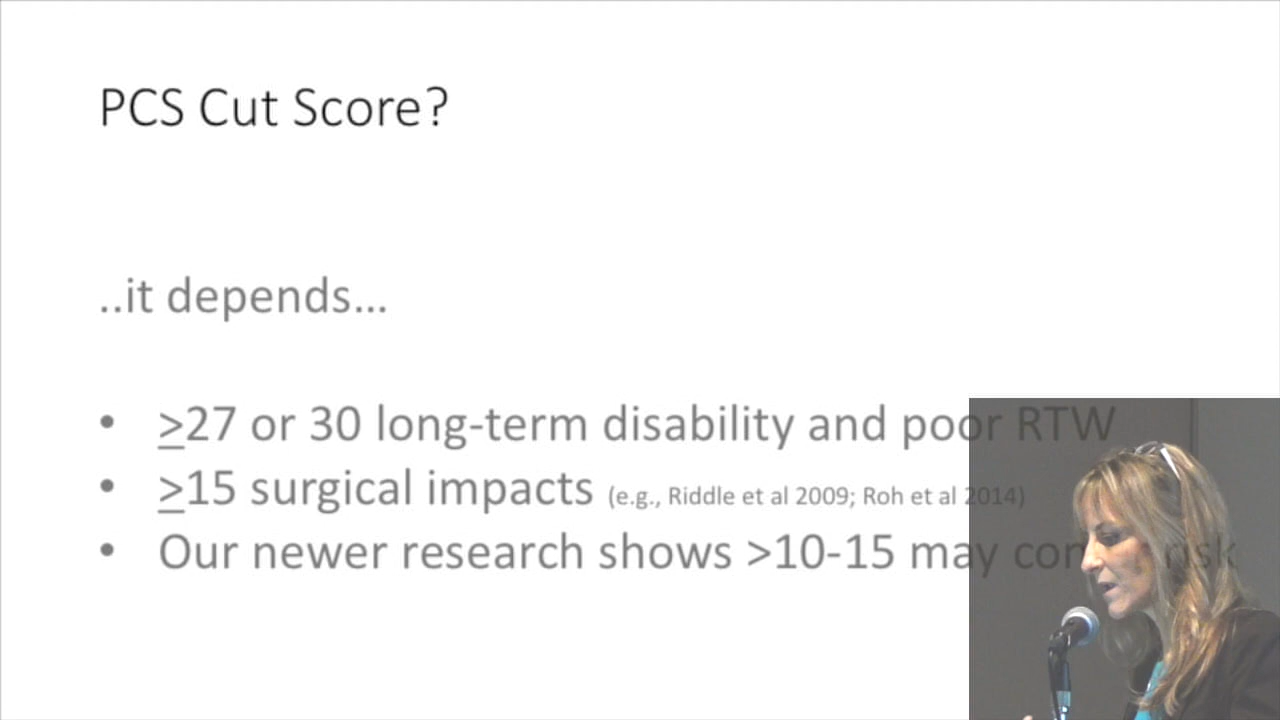 PCS Cut Score?
..it depends...
• ≥27 or 30 long-term disability and poor RTW
• ≥15 surgical impacts (e.g., Riddle et al 2009; Roh et al 2014)
• Our newer research shows >10-15 may risk